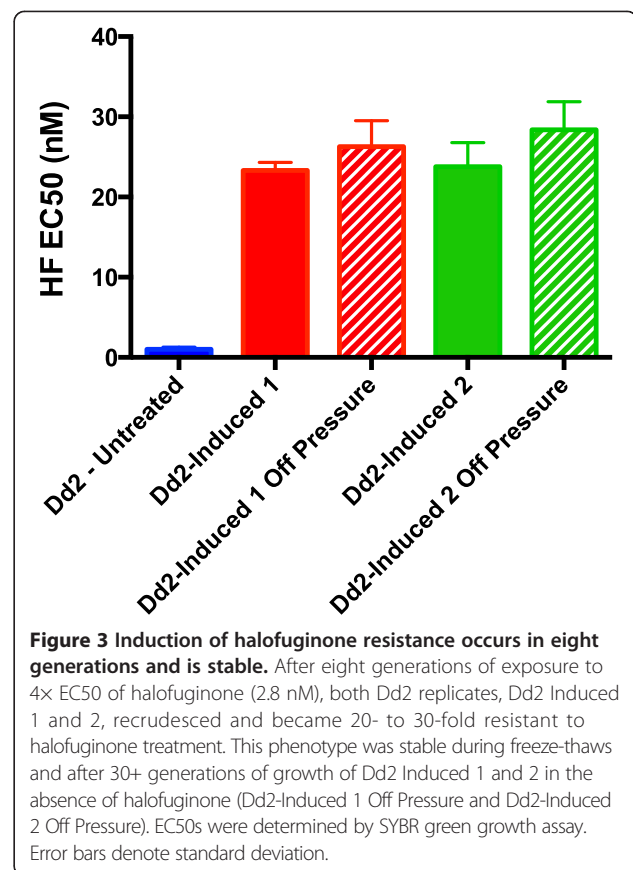 40
30
20
10
0
HF EC50 (nM)
Dd2 - Untreated
Dd2-Induced 1
Dd2-Induced 1 Off Pressure
Dd2-Induced 2
Dd2-Induced 2 Off Pressure
Figure 3 Induction of halofuginone resistance occurs in eight
generations and is stable. After eight generations of exposure to
4× EC50 of halofuginone (2.8 nM), both Dd2 replicates, Dd2 Induced
1 and 2, recrudesced and became 20- to 30-fold resistant to
halofuginone treatment. This phenotype was stable during freeze-thaws
and after 30+ generations of growth of Dd2 Induced 1 and 2 in the
absence of halofuginone (Dd2-Induced 1 Off Pressure and Dd2-Induced
2 Off Pressure). EC50s were determined by SYBR green growth assay.
Error bars denote standard deviation.